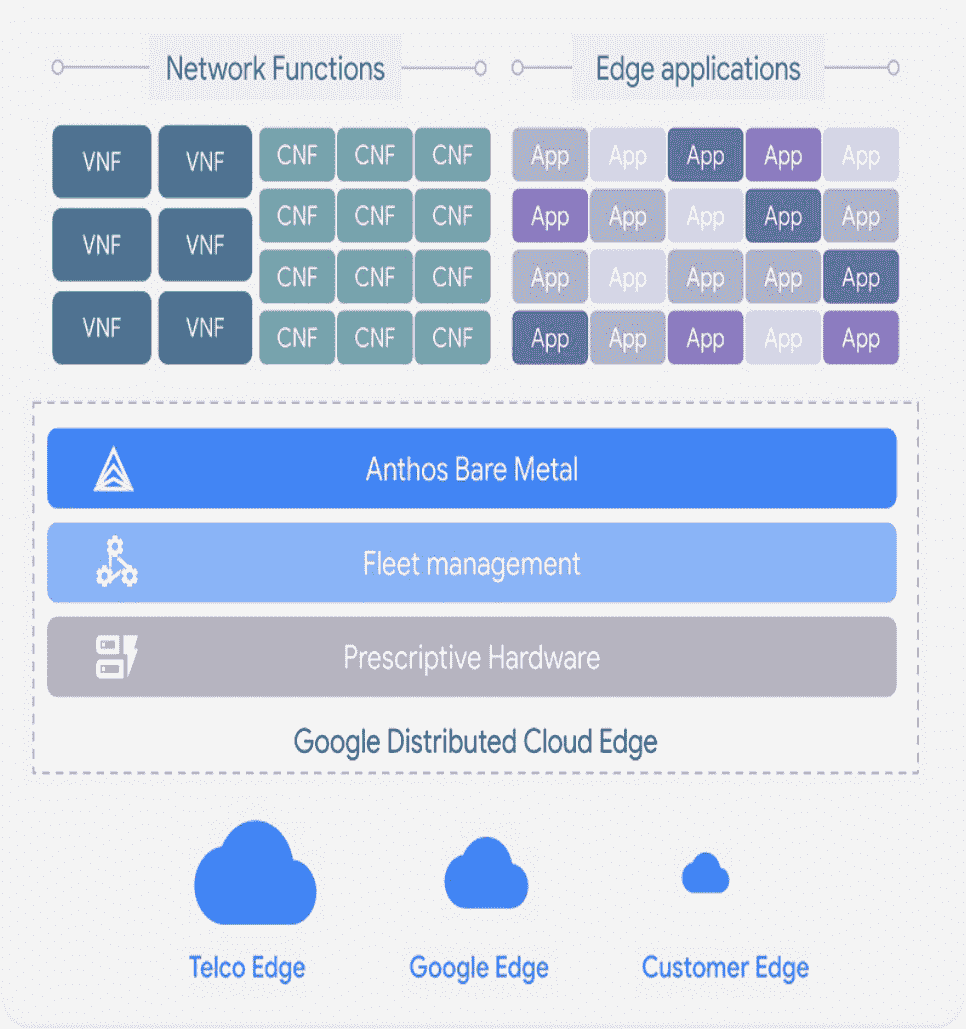 Network Functions
Edge applications
VNF VNF CNF CNF CNF App App App App App
VNF VNF CNF CNF CNF App App App App App
VNF VNF CNF CNF CNF App App App App App
CNF CNF CNF App App App App App
Anthos Bare Metal
Fleet management
Prescriptive Hardware
Google Distributed Cloud Edge
Telco Edge
Google Edge
Customer Edge